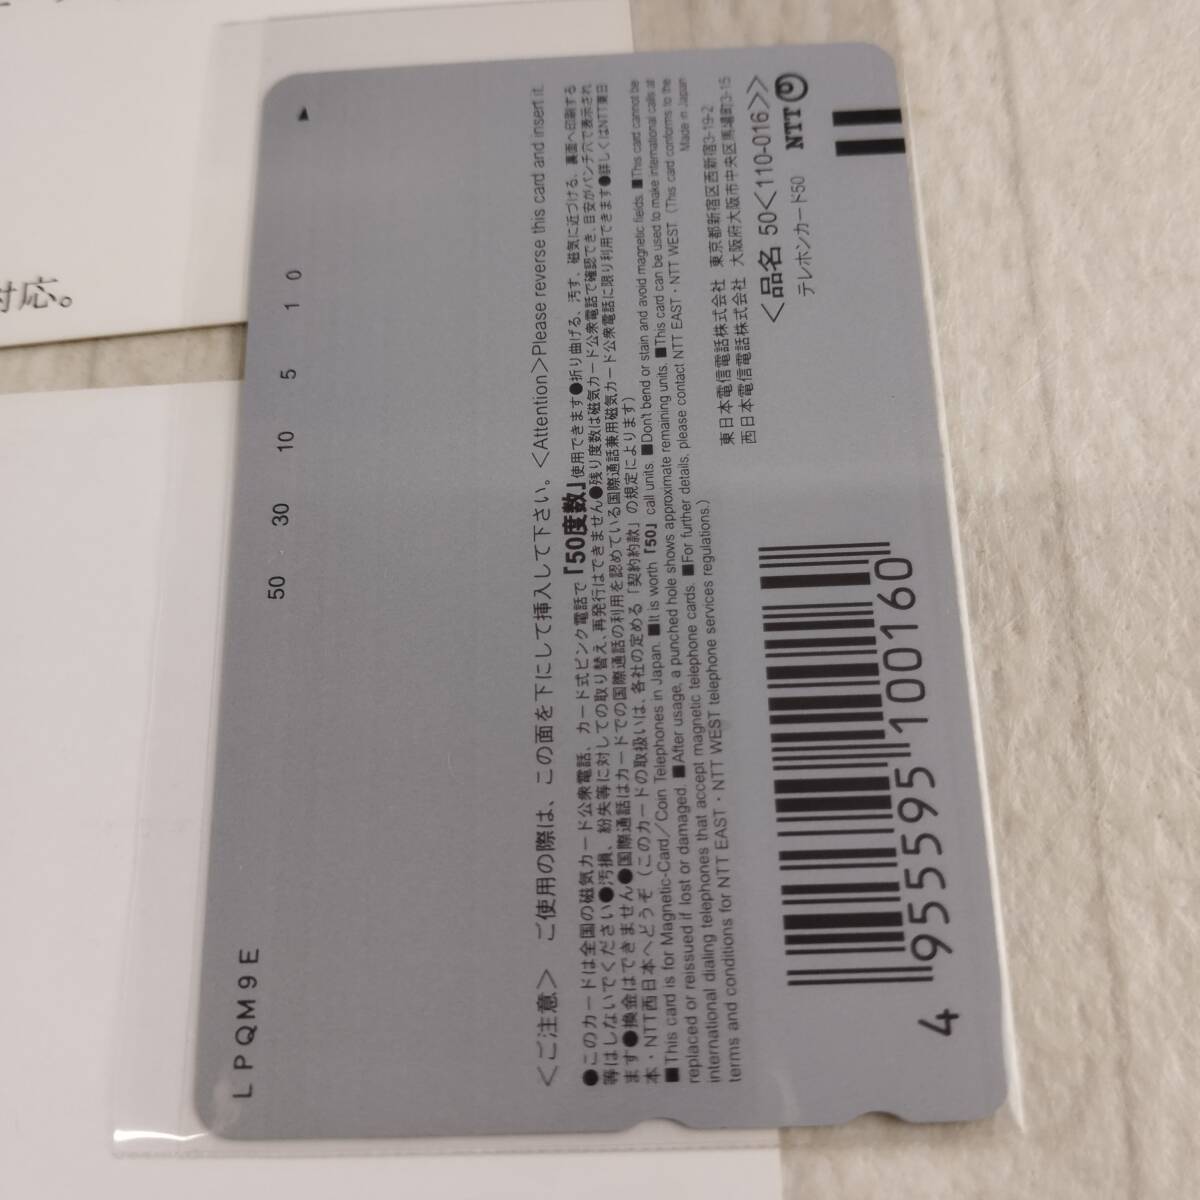 対応。
LPQM9E
50 30 10 5 1 0
<ご注意> ご使用の際は、この面を下にして挿入して下さい。<Attention>Please reverse this card and insert it.
●このカードは全国の磁気カード公衆電話、カード式ピンク電話で「50度数」使用できます●折り曲げる、汚す、磁気に近づける、裏面へ印刷する
等はしないでください●汚損、紛失等に対しての取り替え、再発行はできません●残り度数は磁気カード公衆電話で確認でき、目安がパンチ穴で表示され
ます●換金はできません●国際通話はカードでの国際通話の利用を認めている国際通話兼用磁気カード公衆電話に限り利用できます●詳しくはNTT東日
本・NTT西日本へどうぞ(このカードの取扱いは、各社の定める「契約約款」の規定によります)
■This card is for Magnetic-Card/Coin Telephones in Japan. ■It is worth「50」call units. ■Don't bend or stain and avoid magnetic fields. ■This card cannot be
replaced or reissued if lost or damaged. ■After usage, a punched hole shows approximate remaining units. ■This card can be used to make international calls at
international dialing telephones that accept magnetic telephone cards. ■For further details, please contact NTT EAST・NTT WEST (This card conforms to the
terms and conditions for NTT EAST・NTT WEST telephone services regulations.)
Made in Japan
東日本電信電話株式会社 東京都新宿区西新宿3-19-2
西日本電信電話株式会社 大阪府大阪市中央区馬場町3-15
<品名 50<110-016>>
テレホンカード50 NTT
4 955595 100160